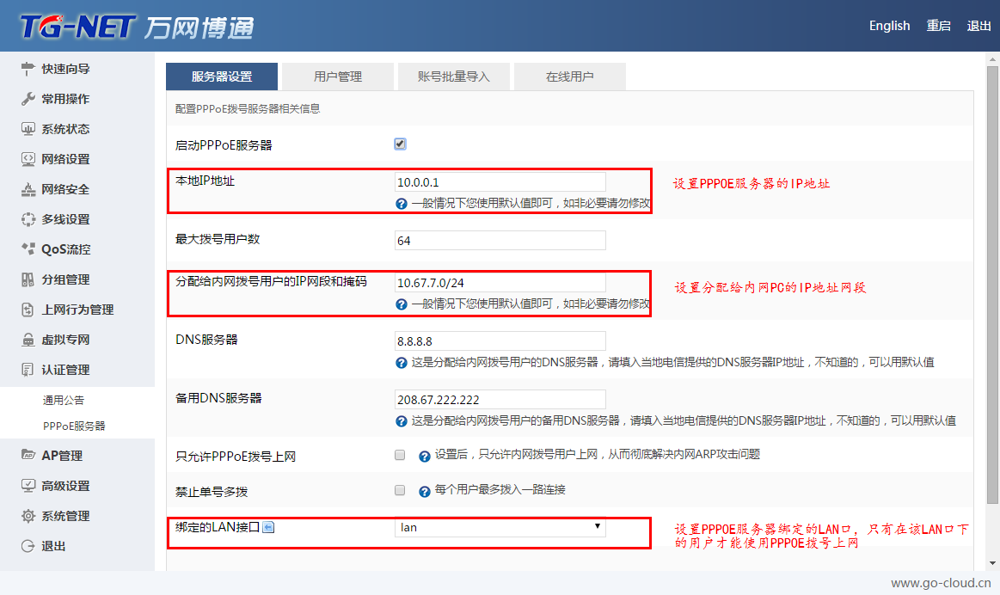 TG-NET 万网博通
English 重启 退出
快速向导
常用操作
系统状态
网络设置
网络安全
多线设置
QoS流控
分组管理
上网行为管理
虚拟专网
认证管理
通用公告
PPPoE服务器
AP管理
高级设置
系统管理
退出
服务器设置 用户管理 账号批量导入 在线用户
配置PPPoE拨号服务器相关信息
启动PPPoE服务器
本地IP地址 10.0.0.1 设置PPPOE服务器的IP地址
一般情况下您使用默认值即可，如非必要请勿修改
最大拨号用户数 64
分配给内网拨号用户的IP网段和掩码 10.67.7.0/24 设置分配给内网PC的IP地址网段
一般情况下您使用默认值即可，如非必要请勿修改
DNS服务器 8.8.8.8
这是分配给内网拨号用户的DNS服务器，请填入当地电信提供的DNS服务器IP地址，不知道的，可以用默认值
备用DNS服务器 208.67.222.222
这是分配给内网拨号用户的备用DNS服务器，请填入当地电信提供的DNS服务器IP地址，不知道的，可以用默认值
只允许PPPoE拨号上网 设置后，只允许内网拨号用户上网，从而彻底解决内网ARP攻击问题
禁止单号多拨 每个用户最多拨入一路连接
绑定的LAN接口 lan 设置PPPOE服务器绑定的LAN口，只有在该LAN口下
的用户才能使用PPPOE拨号上网
www.go-cloud.cn